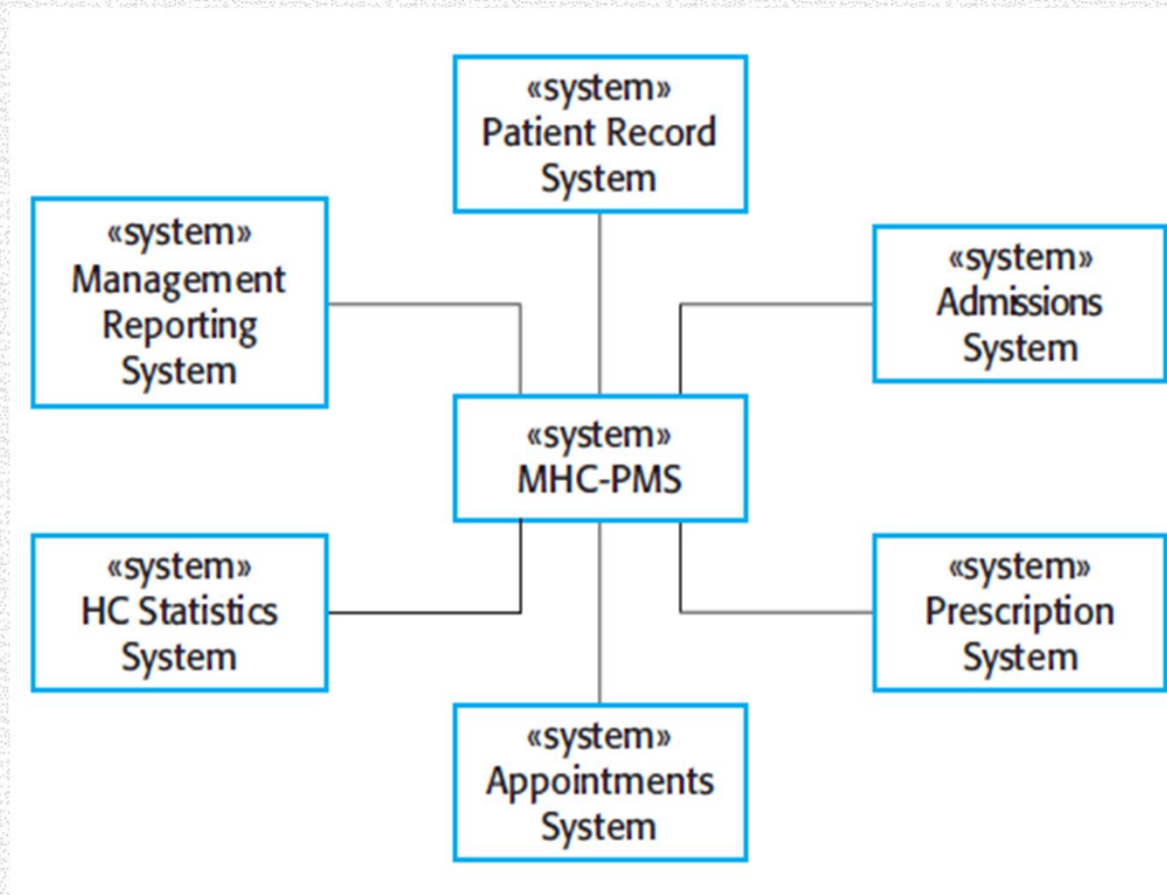 «system»
Patient Record
System
«system»
Management
Reporting
System
«system»
Admissions
System
«system»
MHC-PMS
«system»
HC Statistics
System
«system»
Prescription
System
«system»
Appointments
System